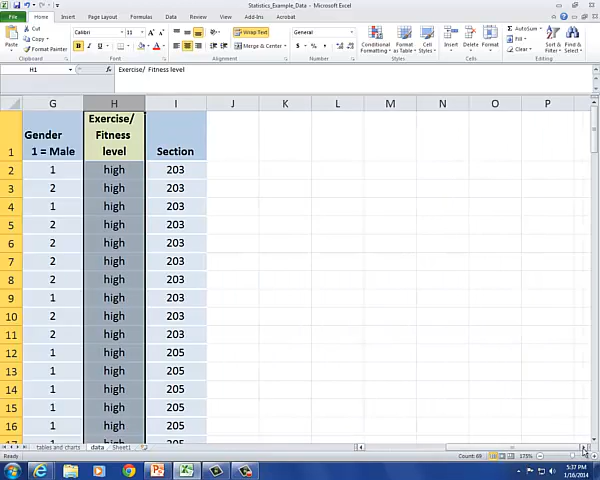 Statistics_Example_Data - Microsoft Excel
File Home Insert Page Layout Formulas Data Review View Add-Ins Acrobat
Cut
Copy
Format Painter
Paste
Clipboard
Calibri 11
B I U
Font
Wrap Text
Merge & Center
Alignment
General
$ % ,
Number
Conditional Formatting
Format as Table
Cell Styles
Styles
Insert Delete Format
Cells
AutoSum
Fill
Clear
Sort & Filter
Find & Select
Editing
H1 fx Exercise/ Fitness level
G H I J K L M N O P
1 Gender 1 = Male Exercise/ Fitness level Section
2 1 high 203
3 2 high 203
4 1 high 203
5 2 high 203
6 2 high 203
7 2 high 203
8 2 high 203
9 1 high 203
10 2 high 203
11 2 high 203
12 1 high 205
13 1 high 205
14 1 high 205
15 1 high 205
16 1 high 205
17 1 high 205
tables and charts data Sheet1
Ready Count: 69 175%
5:37 PM
1/16/2014